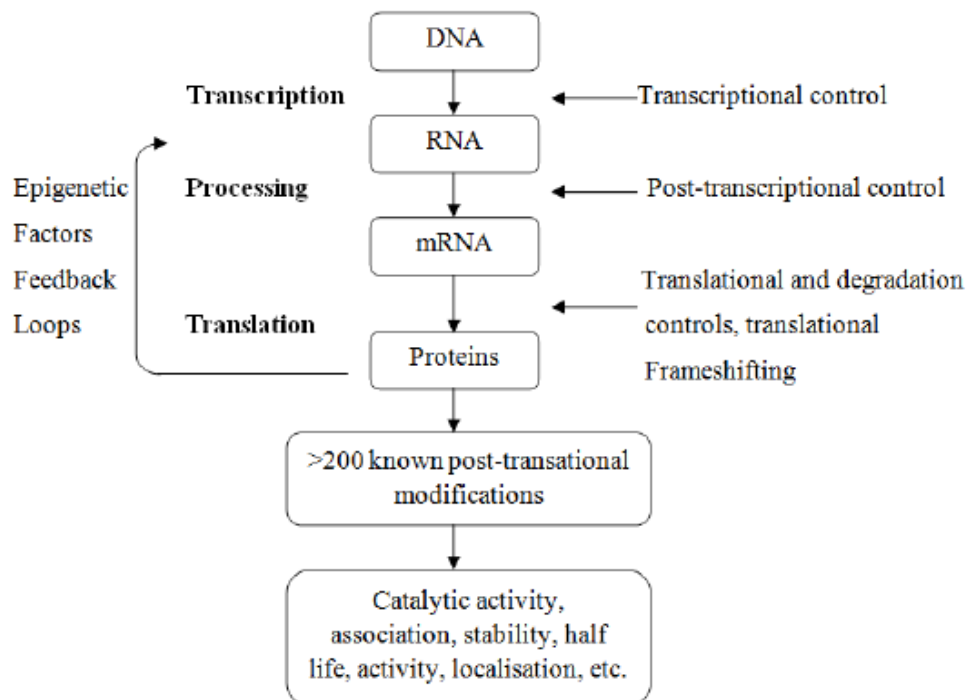 DNA
Transcription
Transcriptional control
RNA
Epigenetic
Factors
Feedback
Loops
Processing
Post-transcriptional control
mRNA
Translation
Translational and degradation
controls, translational
Frameshifting
Proteins
>200 known post-transational
modifications
Catalytic activity,
association, stability, half
life, activity, localisation, etc.